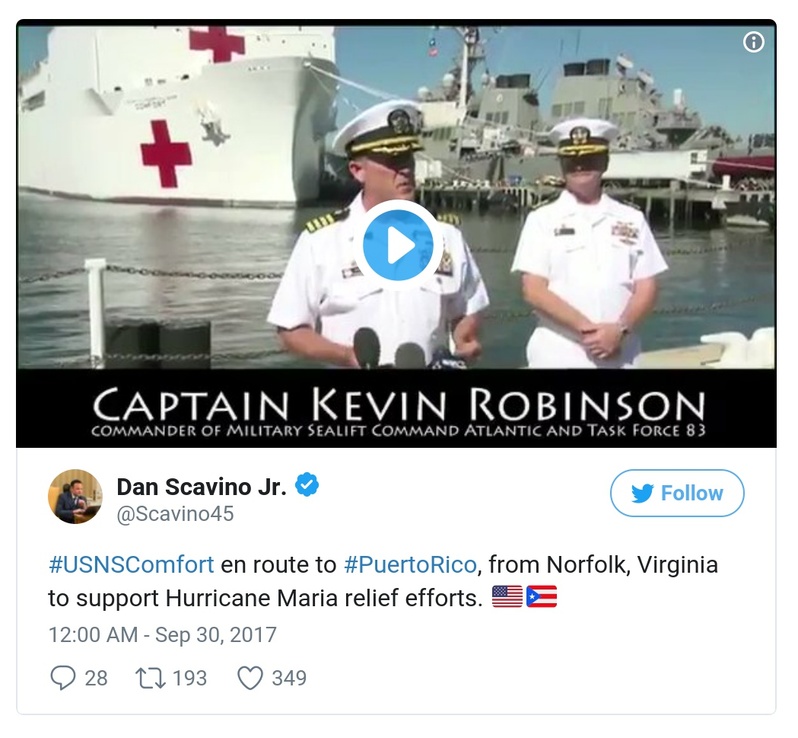 COMFORT
CAPTAIN KEVIN ROBINSON
COMMANDER OF MILITARY SEALIFT COMMAND ATLANTIC AND TASK FORCE 83
Dan Scavino Jr.
@Scavino45
Follow
#USNSComfort en route to #PuertoRico, from Norfolk, Virginia
to support Hurricane Maria relief efforts. 🇺🇸🇵🇷
12:00 AM - Sep 30, 2017
28 193 349